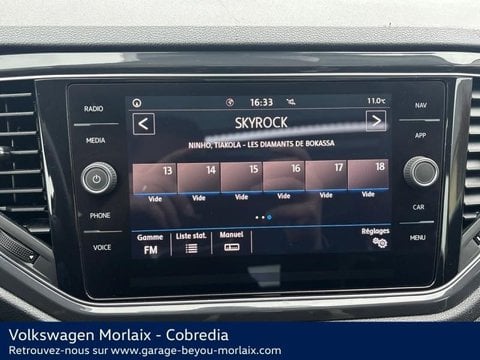 16:33 11.0°C
RADIO NAV
SKYROCK
MEDIA APP
NINHO, TIAKOLA - LES DIAMANTS DE BOKASSA
13 14 15 16 17 18
Vide Vide Vide Vide Vide Vide
PHONE CAR
Gamme Liste stat. Manuel Réglages
FM
VOICE MENU
Volkswagen Morlaix - Cobredia
Retrouvez-nous sur www.garage-beyou-morlaix.com